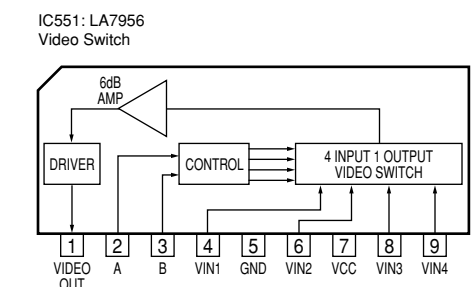 IC551: LA7956
Video Switch
6dB
AMP
DRIVER
CONTROL
4 INPUT 1 OUTPUT
VIDEO SWITCH
1 2 3 4 5 6 7 8 9
VIDEO A B VIN1 GND VIN2 VCC VIN3 VIN4
OUT